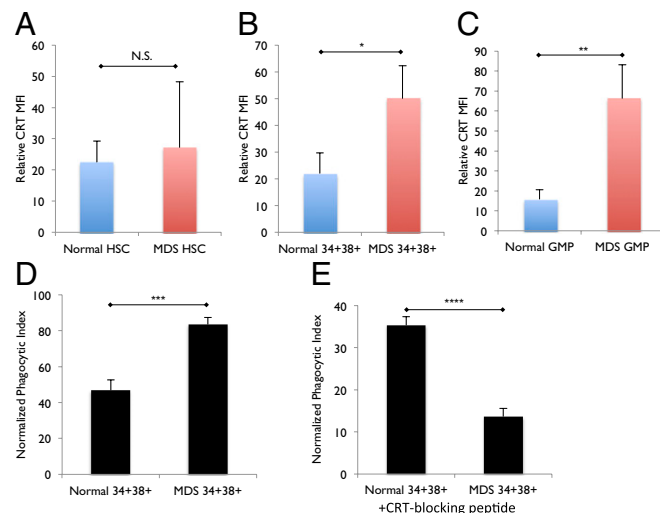 A
Relative CRT MFI
60
50
40
30
20
10
0
N.S.
Normal HSC
MDS HSC
B
Relative CRT MFI
70
60
50
40
30
20
10
0
*
Normal 34+38+
MDS 34+38+
C
Relative CRT MFI
90
80
70
60
50
40
30
20
10
0
**
Normal GMP
MDS GMP
D
Normalized Phagocytic Index
100
80
60
40
20
0
***
Normal 34+38+
MDS 34+38+
E
Normalized Phagocytic Index
40
30
20
10
0
****
Normal 34+38+
MDS 34+38+
+CRT-blocking peptide